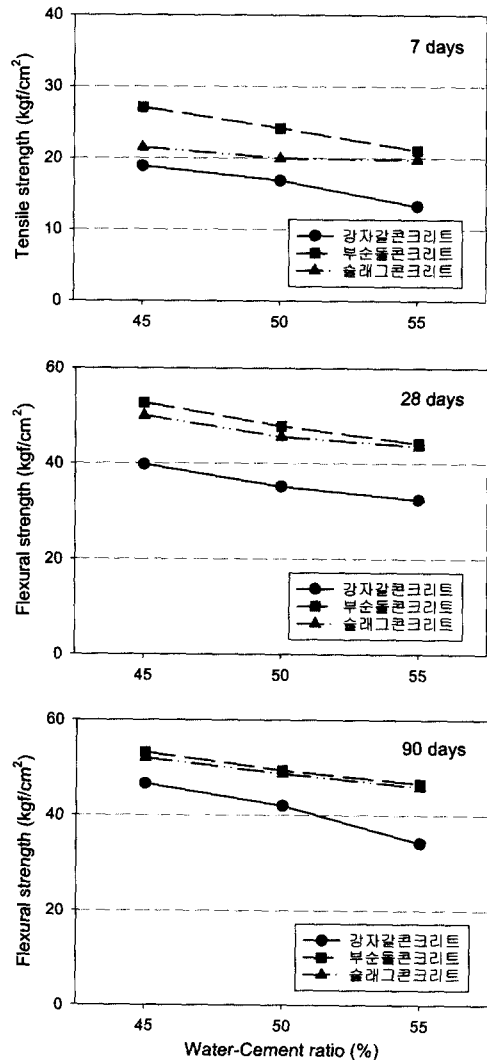 7 days
Tensile strength (kgf/cm²)
40
30
20
10
0
강자갈콘크리트
부순돌콘크리트
슬래그콘크리트
45
50
55
28 days
Flexural strength (kgf/cm²)
60
40
20
0
강자갈콘크리트
부순돌콘크리트
슬래그콘크리트
45
50
55
90 days
Flexural strength (kgf/cm²)
60
40
20
0
강자갈콘크리트
부순돌콘크리트
슬래그콘크리트
45
50
55
Water-Cement ratio (%)